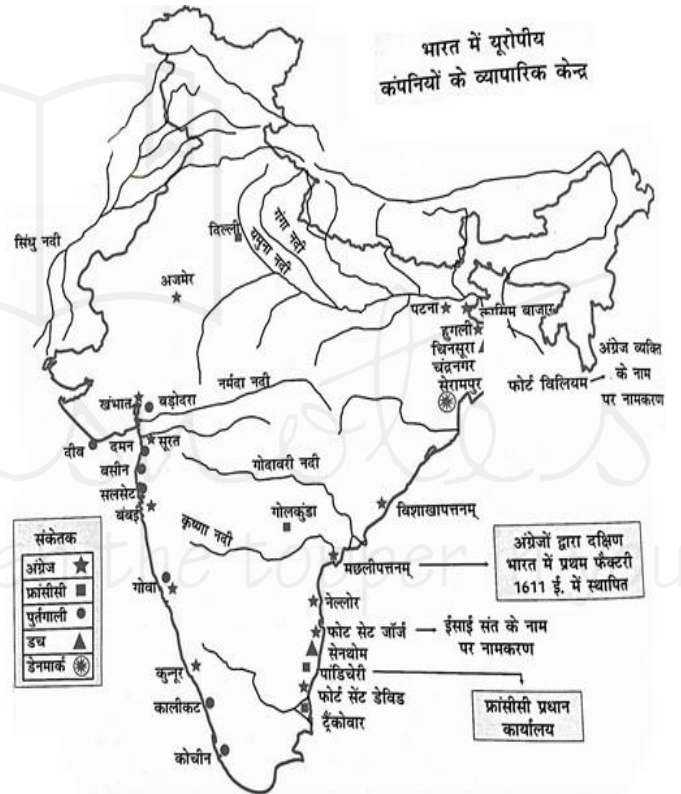 भारत में यूरोपीय
कंपनियों के व्यापारिक केन्द्र
सिंधु नदी
दिल्ली
गंगा नदी
यमुना नदी
अजमेर
पटना
कासिम बाजार
हुगली
चिनसूरा
चंद्रनगर
सेरामपुर
फोर्ट विलियम
अंग्रेज व्यक्ति
के नाम
पर नामकरण
नर्मदा नदी
खंभात
बड़ोदरा
दीव
दमन
सूरत
बसीन
सलसेट
बंबई
गोदावरी नदी
गोलकुंडा
कृष्णा नदी
विशाखापत्तनम्
मछलीपत्तनम्
अंग्रेजों द्वारा दक्षिण
भारत में प्रथम फैक्टरी
1611 ई. में स्थापित
संकेतक
अंग्रेज
फ्रांसीसी
पुर्तगाली
डच
डेनमार्क
गोवा
नेल्लोर
फोट सेट जॉर्ज
ईसाई संत के नाम
पर नामकरण
सेनथोम
पांडिचेरी
फोर्ट सेंट डेविड
ट्रैंकोवार
फ्रांसीसी प्रधान
कार्यालय
कुन्नूर
कालीकट
कोचीन